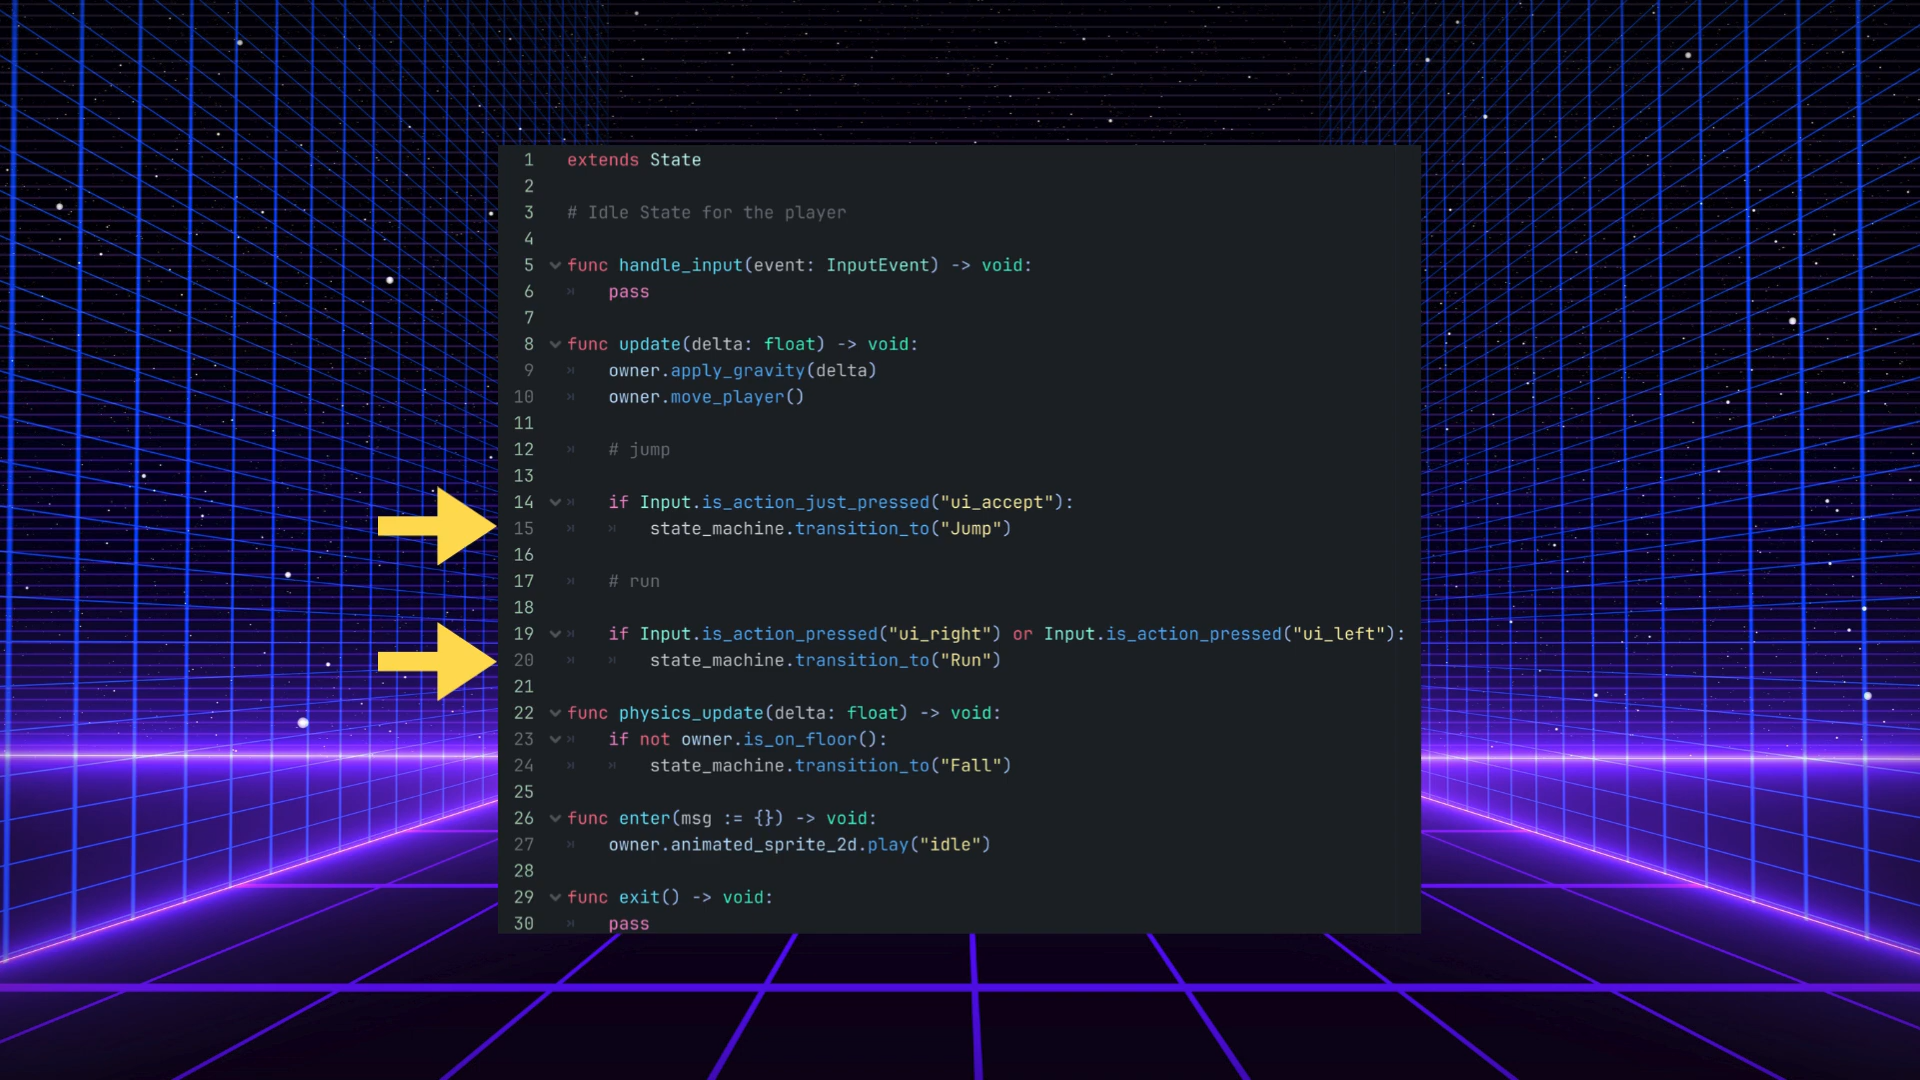 1 extends State
2
3 # Idle State for the player
4
5 func handle_input(event: InputEvent) -> void:
6 pass
7
8 func update(delta: float) -> void:
9 owner.apply_gravity(delta)
10 owner.move_player()
11
12 # jump
13
14 if Input.is_action_just_pressed("ui_accept"):
15 state_machine.transition_to("Jump")
16
17 # run
18
19 if Input.is_action_pressed("ui_right") or Input.is_action_pressed("ui_left"):
20 state_machine.transition_to("Run")
21
22 func physics_update(delta: float) -> void:
23 if not owner.is_on_floor():
24 state_machine.transition_to("Fall")
25
26 func enter(msg := {}) -> void:
27 owner.animated_sprite_2d.play("idle")
28
29 func exit() -> void:
30 pass